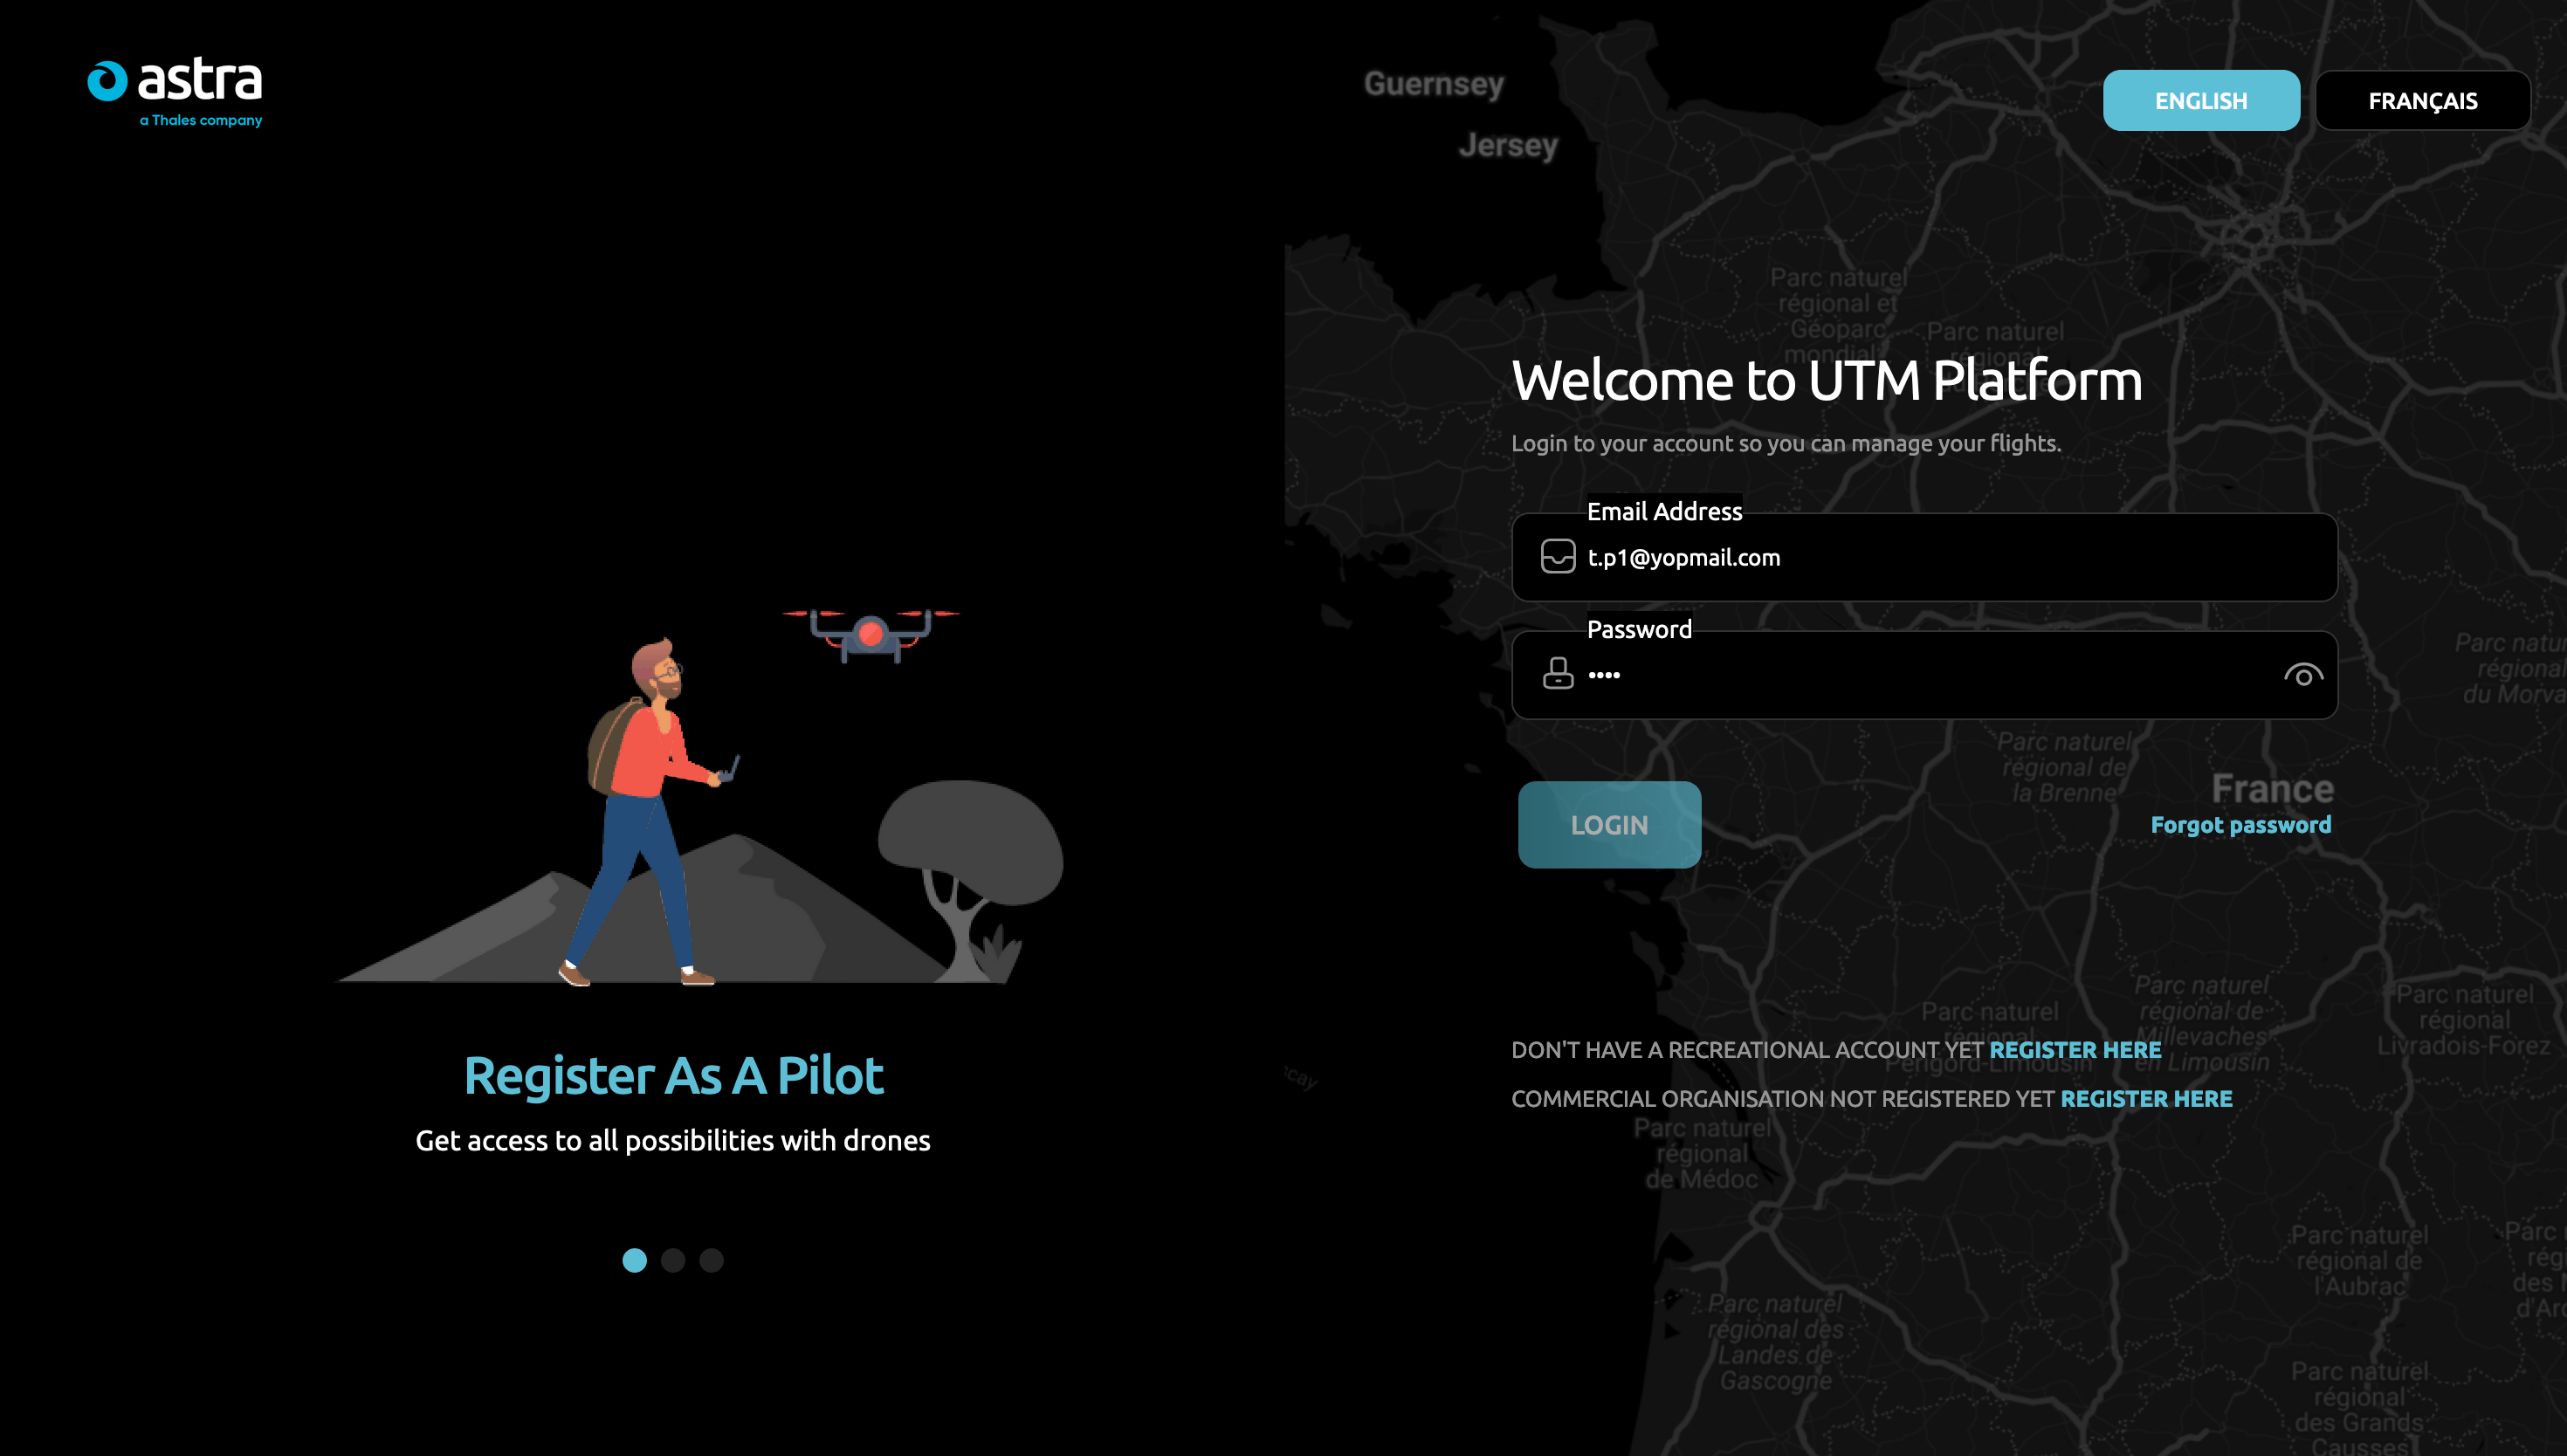 astra
a Thales company
ENGLISH
FRANÇAIS
Guernsey
Jersey
Parc naturel
régional et
Géoparc
mondial
Parc naturel
régional
Welcome to UTM Platform
Login to your account so you can manage your flights.
Email Address
t.p1@yopmail.com
Password
••••
Parc naturel
régional de
la Brenne
France
LOGIN
Forgot password
Parc naturel
régional de
Millevaches
en Limousin
Parc naturel
régional
Périgord-Limousin
Parc naturel
régional
Livradois-Forez
DON'T HAVE A RECREATIONAL ACCOUNT YET REGISTER HERE
COMMERCIAL ORGANISATION NOT REGISTERED YET REGISTER HERE
Register As A Pilot
Get access to all possibilities with drones
Parc naturel
régional
de Médoc
Parc naturel
régional de
l'Aubrac
Parc naturel
régional des
Landes de
Gascogne
Parc naturel
régional
des Grands
Causses